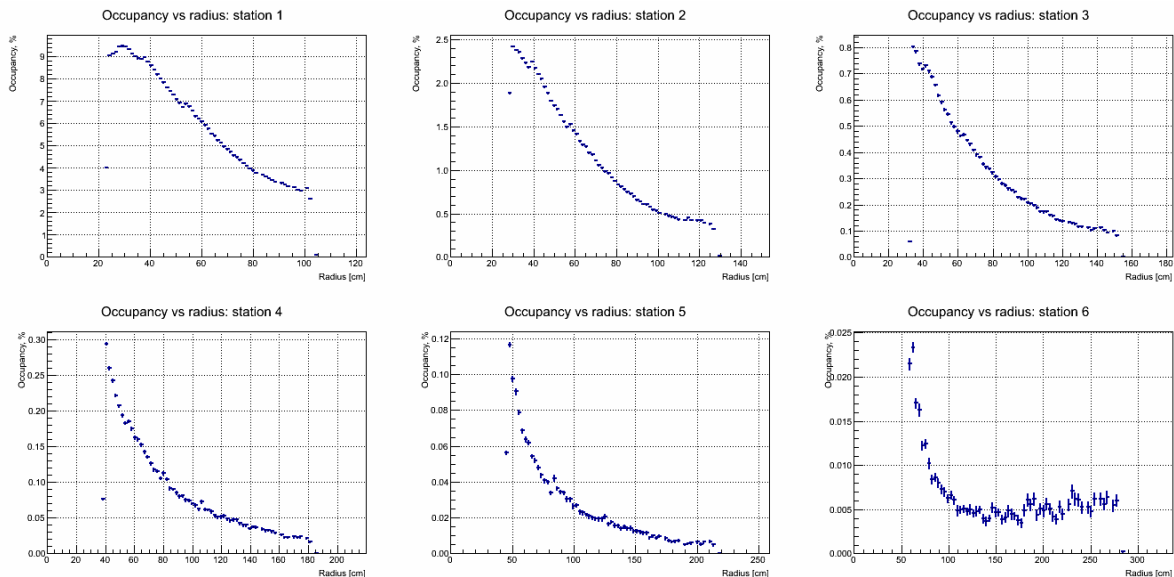 Occupancy vs radius: station 1
Occupancy, %
9
8
7
6
5
4
3
2
1
0
0 20 40 60 80 100 120
Radius [cm]
Occupancy vs radius: station 2
Occupancy, %
2.5
2.0
1.5
1.0
0.5
0.0
0 20 40 60 80 100 120 140
Radius [cm]
Occupancy vs radius: station 3
Occupancy, %
0.8
0.7
0.6
0.5
0.4
0.3
0.2
0.1
0.0
0 20 40 60 80 100 120 140 160 180
Radius [cm]
Occupancy vs radius: station 4
Occupancy, %
0.30
0.25
0.20
0.15
0.10
0.05
0.00
0 20 40 60 80 100 120 140 160 180 200
Radius [cm]
Occupancy vs radius: station 5
Occupancy, %
0.12
0.10
0.08
0.06
0.04
0.02
0.00
0 50 100 150 200 250
Radius [cm]
Occupancy vs radius: station 6
Occupancy, %
0.025
0.020
0.015
0.010
0.005
0.000
0 50 100 150 200 250 300
Radius [cm]